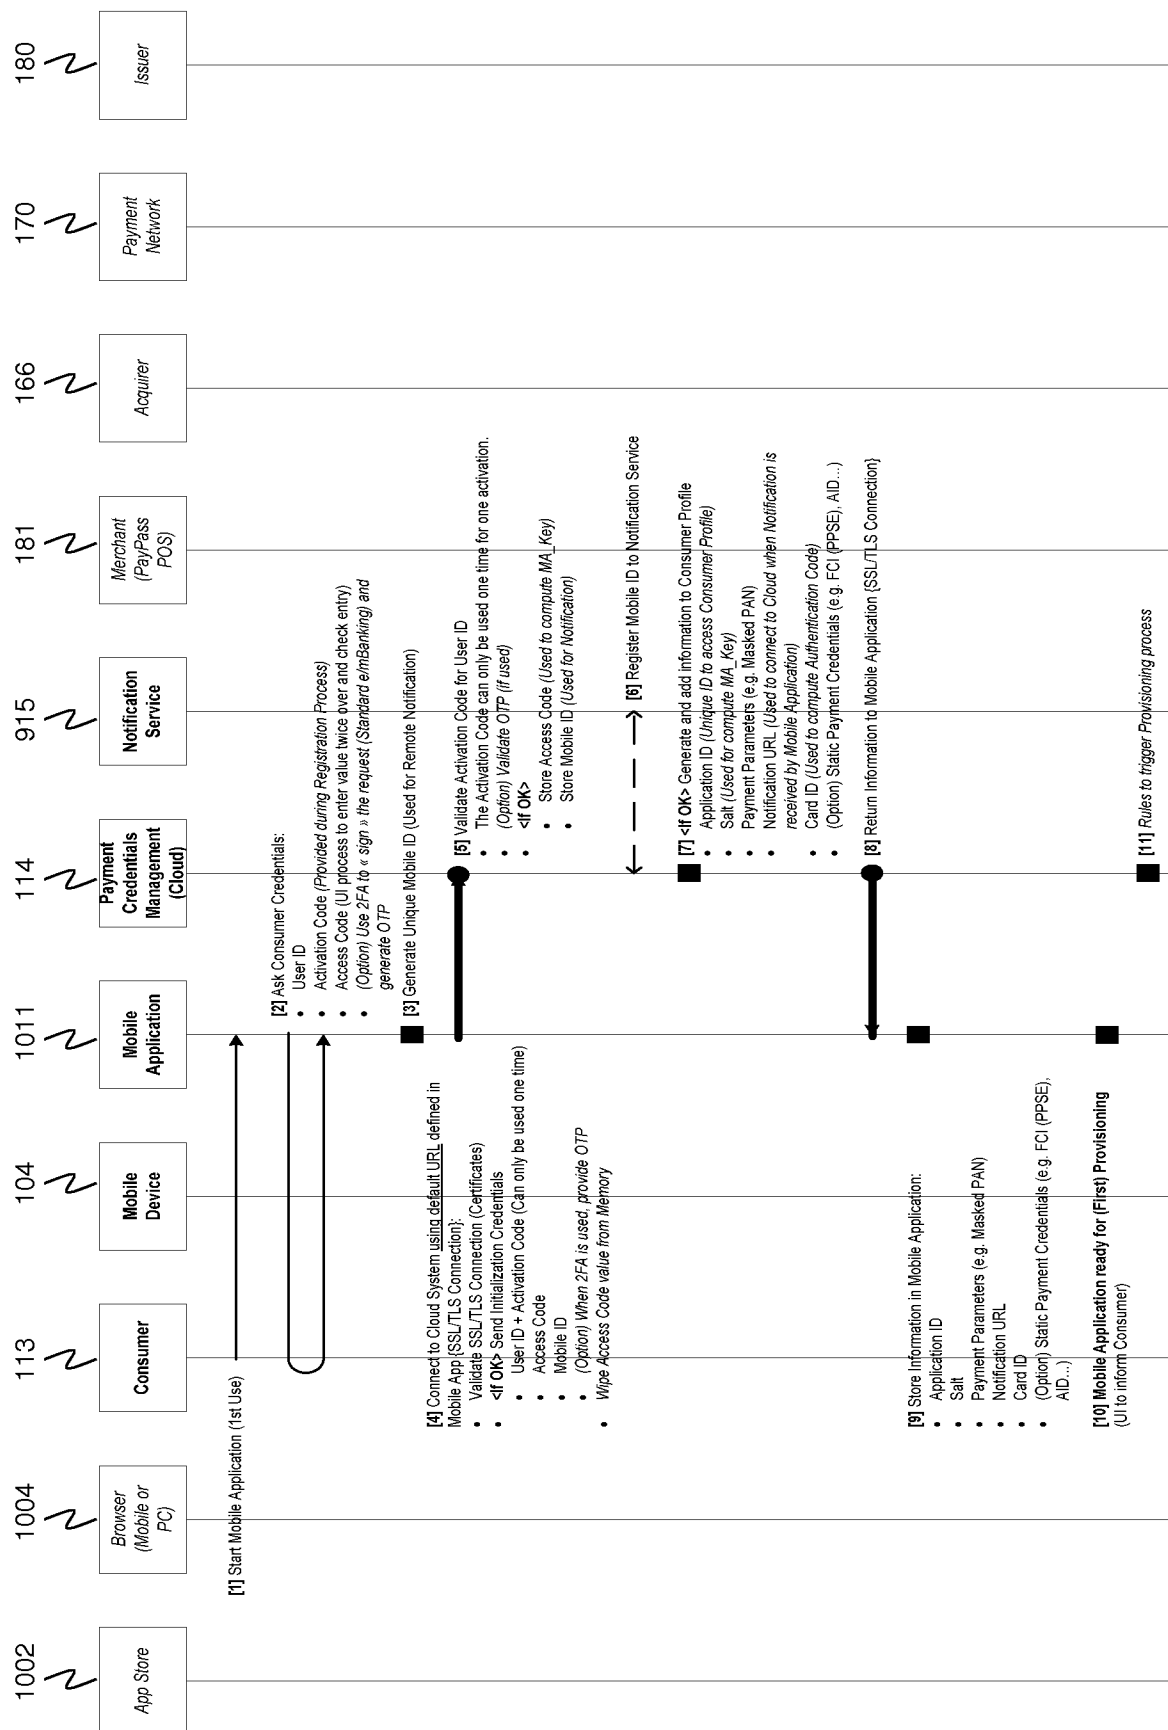 1002
1004
113
104
1011
114
915
181
166
170
180
App Store
Browser
(Mobile or
PC)
Consumer
Mobile
Device
Mobile
Application
Payment
Credentials
Management
(Cloud)
Notification
Service
Merchant
(PayPass
POS)
Acquirer
Payment
Network
Issuer
[1] Start Mobile Application (1st Use)
[2] Ask Consumer Credentials:
• User ID
• Activation Code (Provided during Registration Process)
• Access Code (UI process to enter value twice over and check entry)
• (Option) Use 2FA to « sign » the request (Standard e/mBanking) and
generate OTP
[3] Generate Unique Mobile ID (Used for Remote Notification)
[4] Connect to Cloud System using default URL defined in
Mobile App {SSL/TLS Connection}:
• Validate SSL/TLS Connection (Certificates)
• <If OK> Send Initialization Credentials
• User ID + Activation Code (Can only be used one time)
• Access Code
• Mobile ID
• (Option) When 2FA is used, provide OTP
• Wipe Access Code value from Memory
[5] Validate Activation Code for User ID
• The Activation Code can only be used one time for one activation.
• (Option) Validate OTP (if used)
• <If OK>
• Store Access Code (Used to compute MA_Key)
• Store Mobile ID (Used for Notification)
[6] Register Mobile ID to Notification Service
[7] <If OK> Generate and add information to Consumer Profile
• Application ID (Unique ID to access Consumer Profile)
• Salt (Used for compute MA_Key)
• Payment Parameters (e.g. Masked PAN)
• Notification URL (Used to connect to Cloud when Notification is
received by Mobile Application)
• Card ID (Used to compute Authentication Code)
• (Option) Static Payment Credentials (e.g. FCI (PPSE), AID...)
[8] Return Information to Mobile Application {SSL/TLS Connection}
[9] Store Information in Mobile Application:
• Application ID
• Salt
• Payment Parameters (e.g. Masked PAN)
• Notification URL
• Card ID
• (Option) Static Payment Credentials (e.g. FCI (PPSE),
AID...)
[10] Mobile Application ready for (First) Provisioning
(UI to inform Consumer)
[11] Rules to trigger Provisioning process